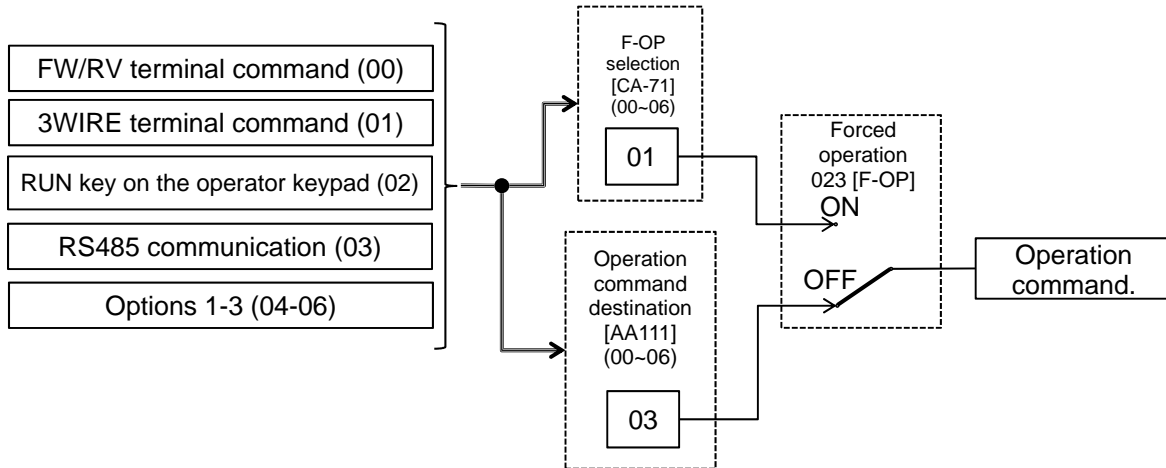 FW/RV terminal command (00)
3WIRE terminal command (01)
RUN key on the operator keypad (02)
RS485 communication (03)
Options 1-3 (04-06)
F-OP
selection
[CA-71]
(00~06)
01
Operation
command
destination
[AA111]
(00~06)
03
Forced
operation
023 [F-OP]
ON
OFF
Operation
command.